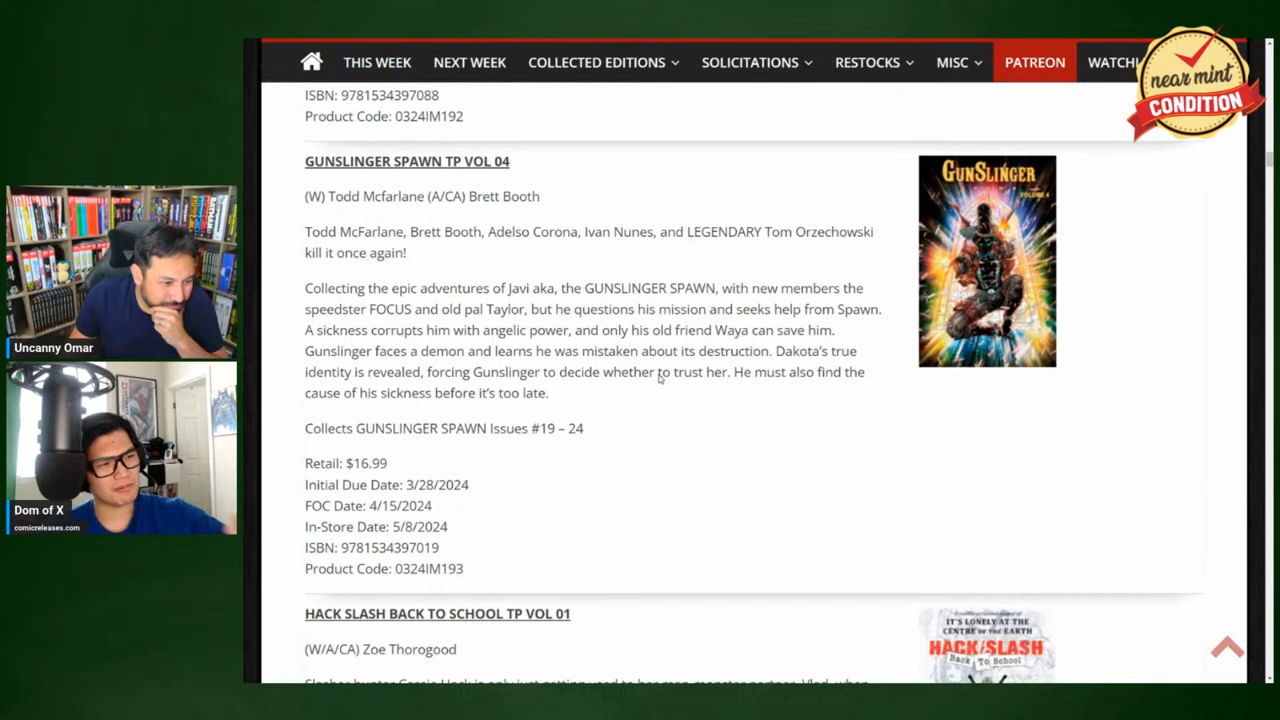 THIS WEEK NEXT WEEK COLLECTED EDITIONS SOLICITATIONS RESTOCKS MISC PATREON
near mint
CONDITION
ISBN: 9781534397088
Product Code: 0324IM192
GUNSLINGER SPAWN TP VOL 04
(W) Todd Mcfarlane (A/CA) Brett Booth
Todd McFarlane, Brett Booth, Adelso Corona, Ivan Nunes, and LEGENDARY Tom Orzechowski
kill it once again!
Collecting the epic adventures of Javi aka, the GUNSLINGER SPAWN, with new members the
speedster FOCUS and old pal Taylor, but he questions his mission and seeks help from Spawn.
A sickness corrupts him with angelic power, and only his old friend Waya can save him.
Gunslinger faces a demon and learns he was mistaken about its destruction. Dakota's true
identity is revealed, forcing Gunslinger to decide whether to trust her. He must also find the
cause of his sickness before it's too late.
Collects GUNSLINGER SPAWN Issues #19 – 24
Retail: $16.99
Initial Due Date: 3/28/2024
FOC Date: 4/15/2024
In-Store Date: 5/8/2024
ISBN: 9781534397019
Product Code: 0324IM193
GUNSLINGER
VOLUME 4
HACK SLASH BACK TO SCHOOL TP VOL 01
(W/A/CA) Zoe Thorogood
IT'S LONELY AT THE
CENTRE OF THE EARTH
HACK/SLASH
Back To School
Uncanny Omar
Dom of X
comicreleases.com